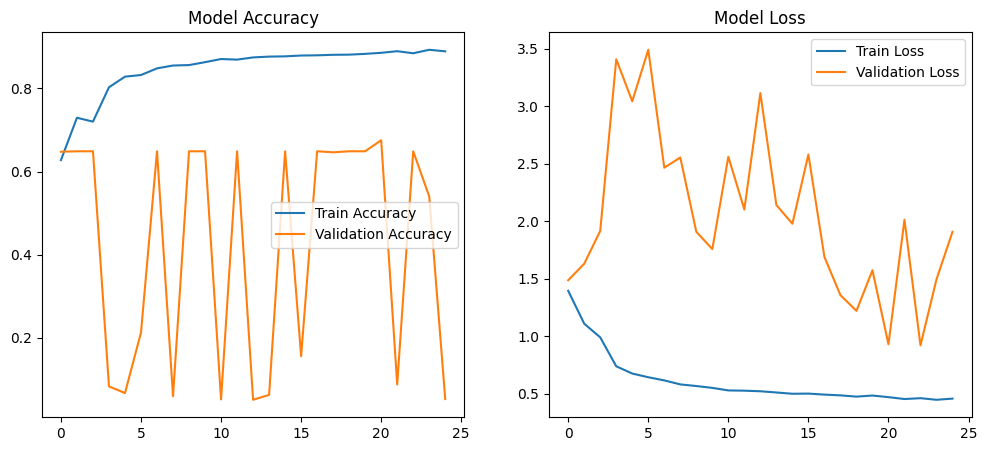 Model Accuracy
0.8
0.6
0.4
0.2
0 5 10 15 20 25
Train Accuracy
Validation Accuracy
Model Loss
3.5
3.0
2.5
2.0
1.5
1.0
0.5
0 5 10 15 20 25
Train Loss
Validation Loss